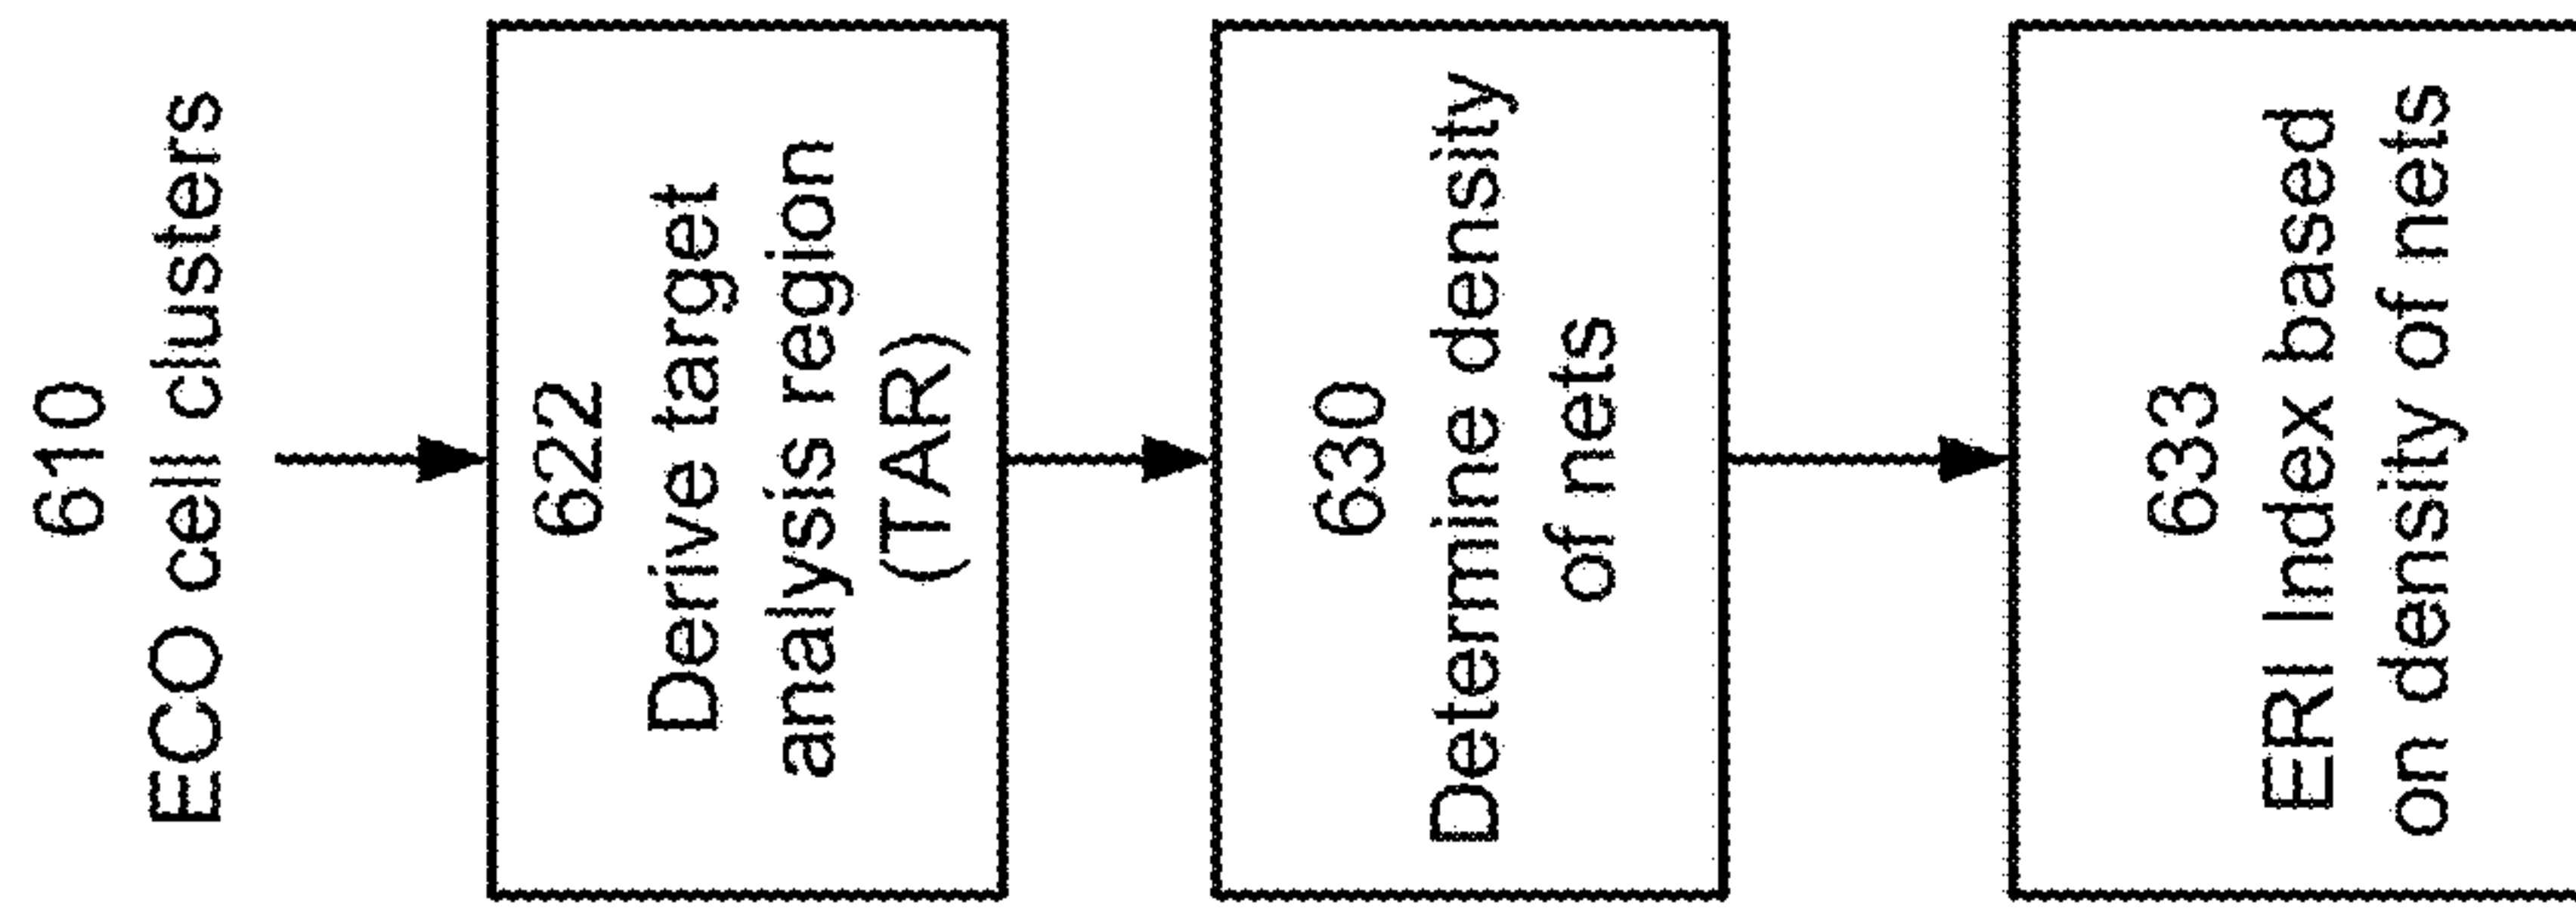 610
ECO cell clusters
622
Derive target
analysis region
(TAR)
630
Determine density
of nets
633
ERI Index based
on density of nets